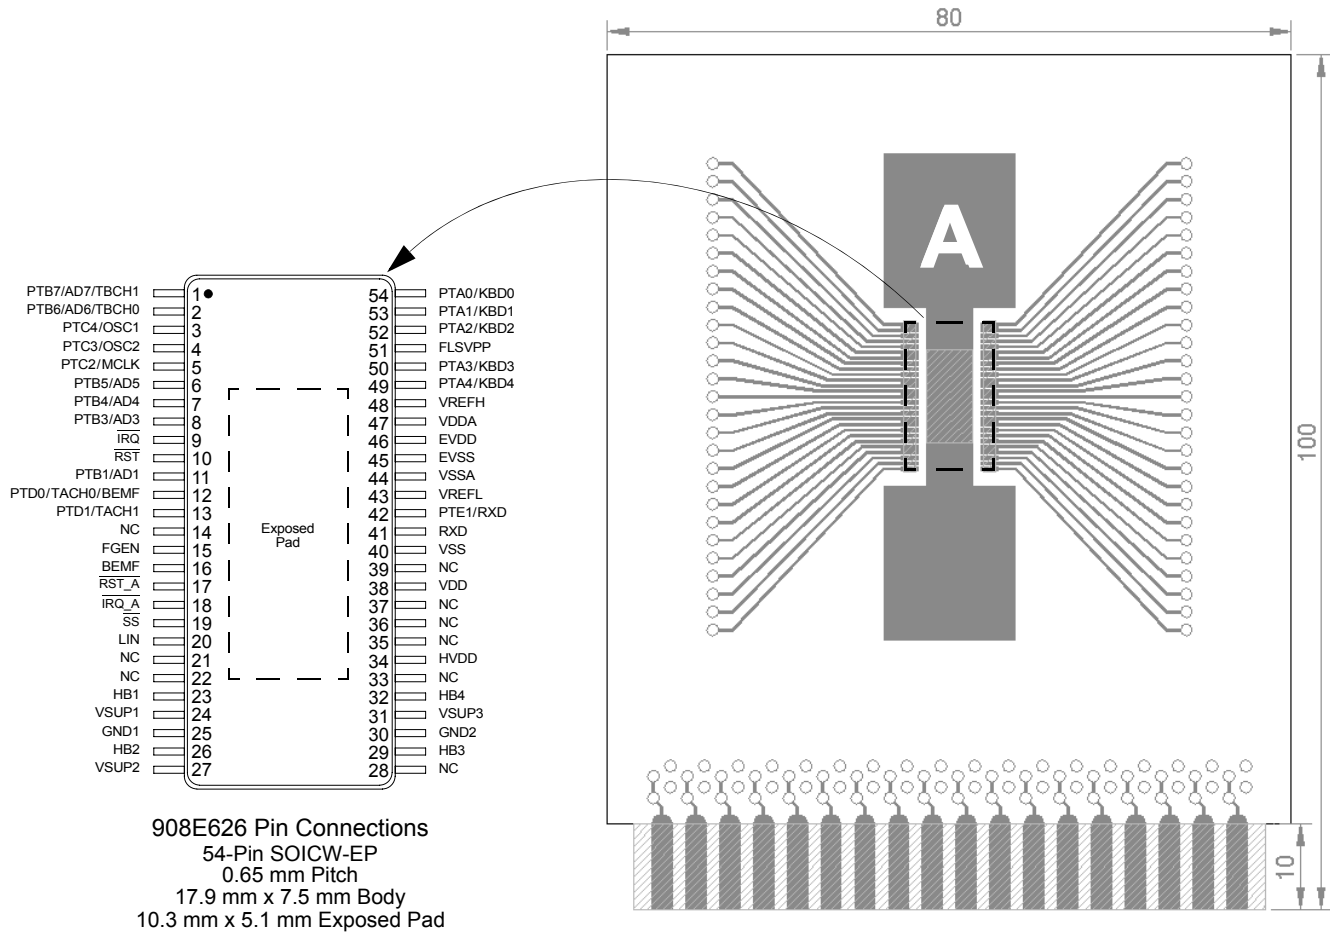 80
A
100
10
PTB7/AD7/TBCH1 1 54 PTA0/KBD0
PTB6/AD6/TBCH0 2 53 PTA1/KBD1
PTC4/OSC1 3 52 PTA2/KBD2
PTC3/OSC2 4 51 FLSVPP
PTC2/MCLK 5 50 PTA3/KBD3
PTB5/AD5 6 49 PTA4/KBD4
PTB4/AD4 7 48 VREFH
PTB3/AD3 8 47 VDDA
IRQ 9 46 EVDD
RST 10 45 EVSS
PTB1/AD1 11 44 VSSA
PTD0/TACH0/BEMF 12 43 VREFL
PTD1/TACH1 13 42 PTE1/RXD
NC 14 41 RXD
FGEN 15 40 VSS
BEMF 16 39 NC
RST_A 17 38 VDD
IRQ_A 18 37 NC
SS 19 36 NC
LIN 20 35 NC
NC 21 34 HVDD
NC 22 33 NC
HB1 23 32 HB4
VSUP1 24 31 VSUP3
GND1 25 30 GND2
HB2 26 29 HB3
VSUP2 27 28 NC
Exposed
Pad
908E626 Pin Connections
54-Pin SOICW-EP
0.65 mm Pitch
17.9 mm x 7.5 mm Body
10.3 mm x 5.1 mm Exposed Pad